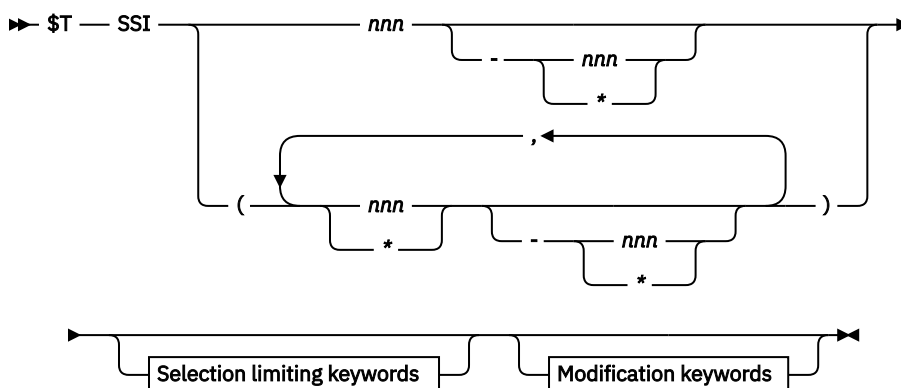 $T SSI nnn
- nnn
*
,
( nnn - nnn )
* *
Selection limiting keywords Modification keywords